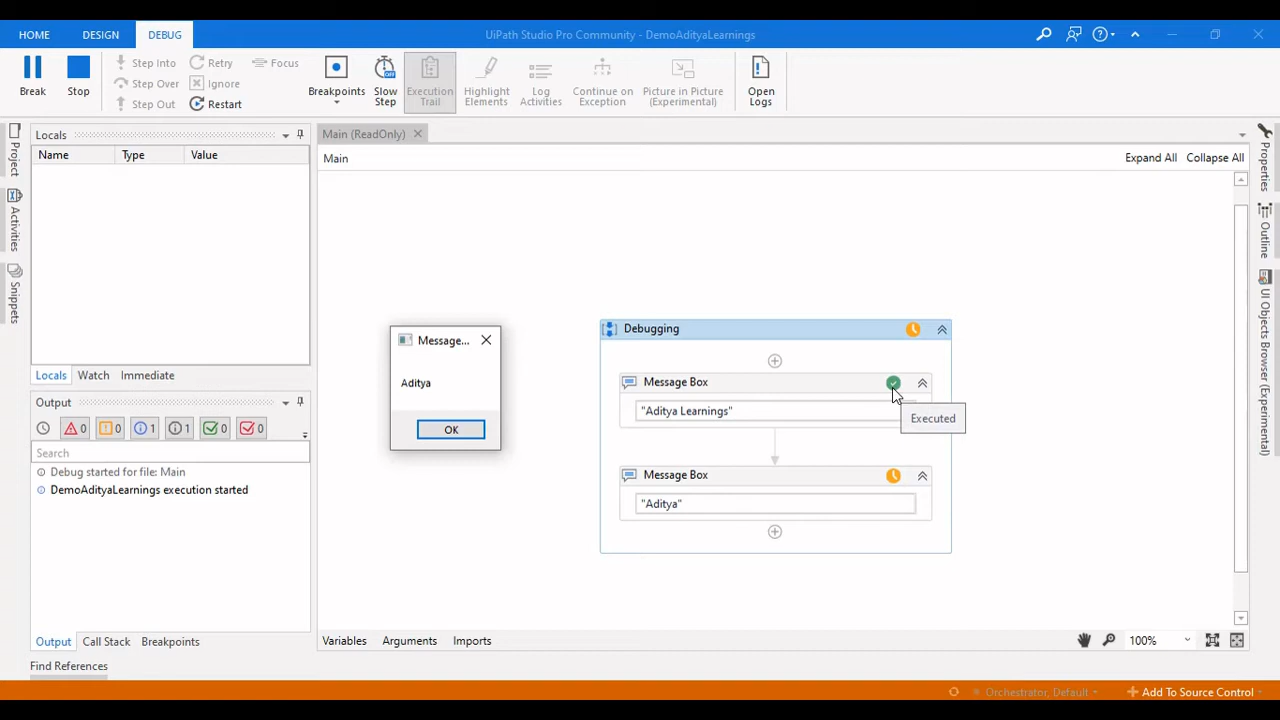 HOME DESIGN DEBUG UiPath Studio Pro Community - DemoAdityaLearnings
Break
Stop
Step Into
Step Over
Step Out
Retry
Ignore
Restart
Focus
Breakpoints
Slow
Step
Execution
Trail
Highlight
Elements
Log
Activities
Continue on
Exception
Picture in Picture
(Experimental)
Open
Logs
Project
Activities
Snippets
Locals
Name Type Value
Locals Watch Immediate
Output
0 0 1 1 0 0
Search
Debug started for file: Main
DemoAdityaLearnings execution started
Output Call Stack Breakpoints
Find References
Main (ReadOnly)
Main Expand All Collapse All
Message...
Aditya
OK
Debugging
Message Box
"Aditya Learnings"
Executed
Message Box
"Aditya"
Variables Arguments Imports 100%
Properties
Outline
UI Objects Browser (Experimental)
Orchestrator, Default Add To Source Control